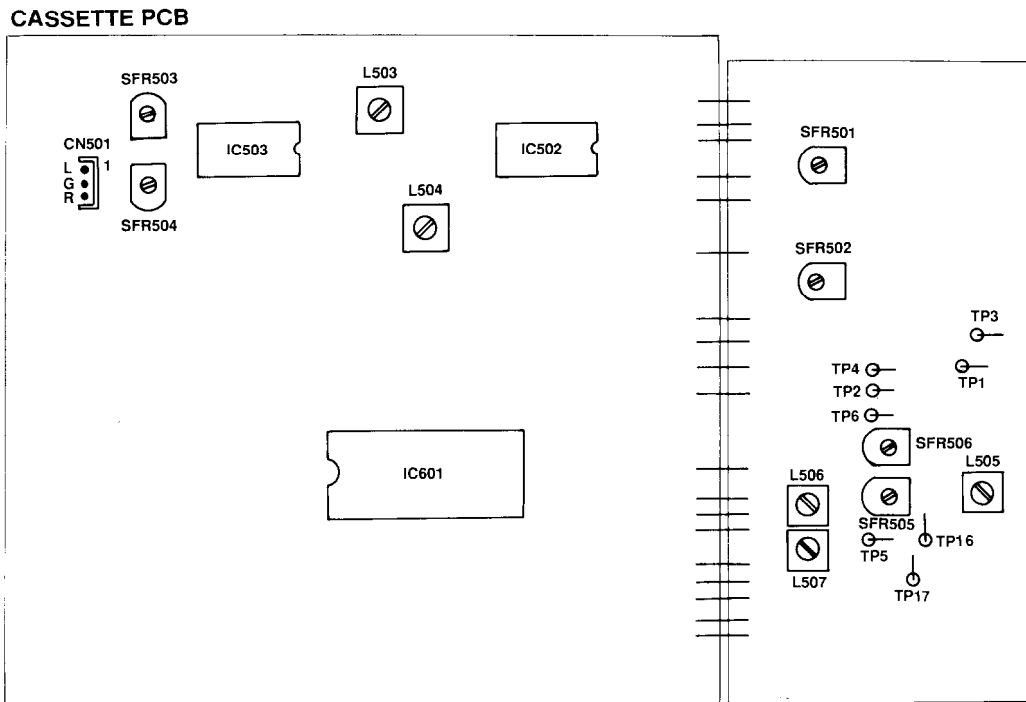 CASSETTE PCB
SFR503
L503
CN501
L
G
R
1
IC503
IC502
SFR504
L504
IC601
SFR501
SFR502
TP3
TP4
TP1
TP2
TP6
SFR506
L506
L505
SFR505
TP5
TP16
L507
TP17